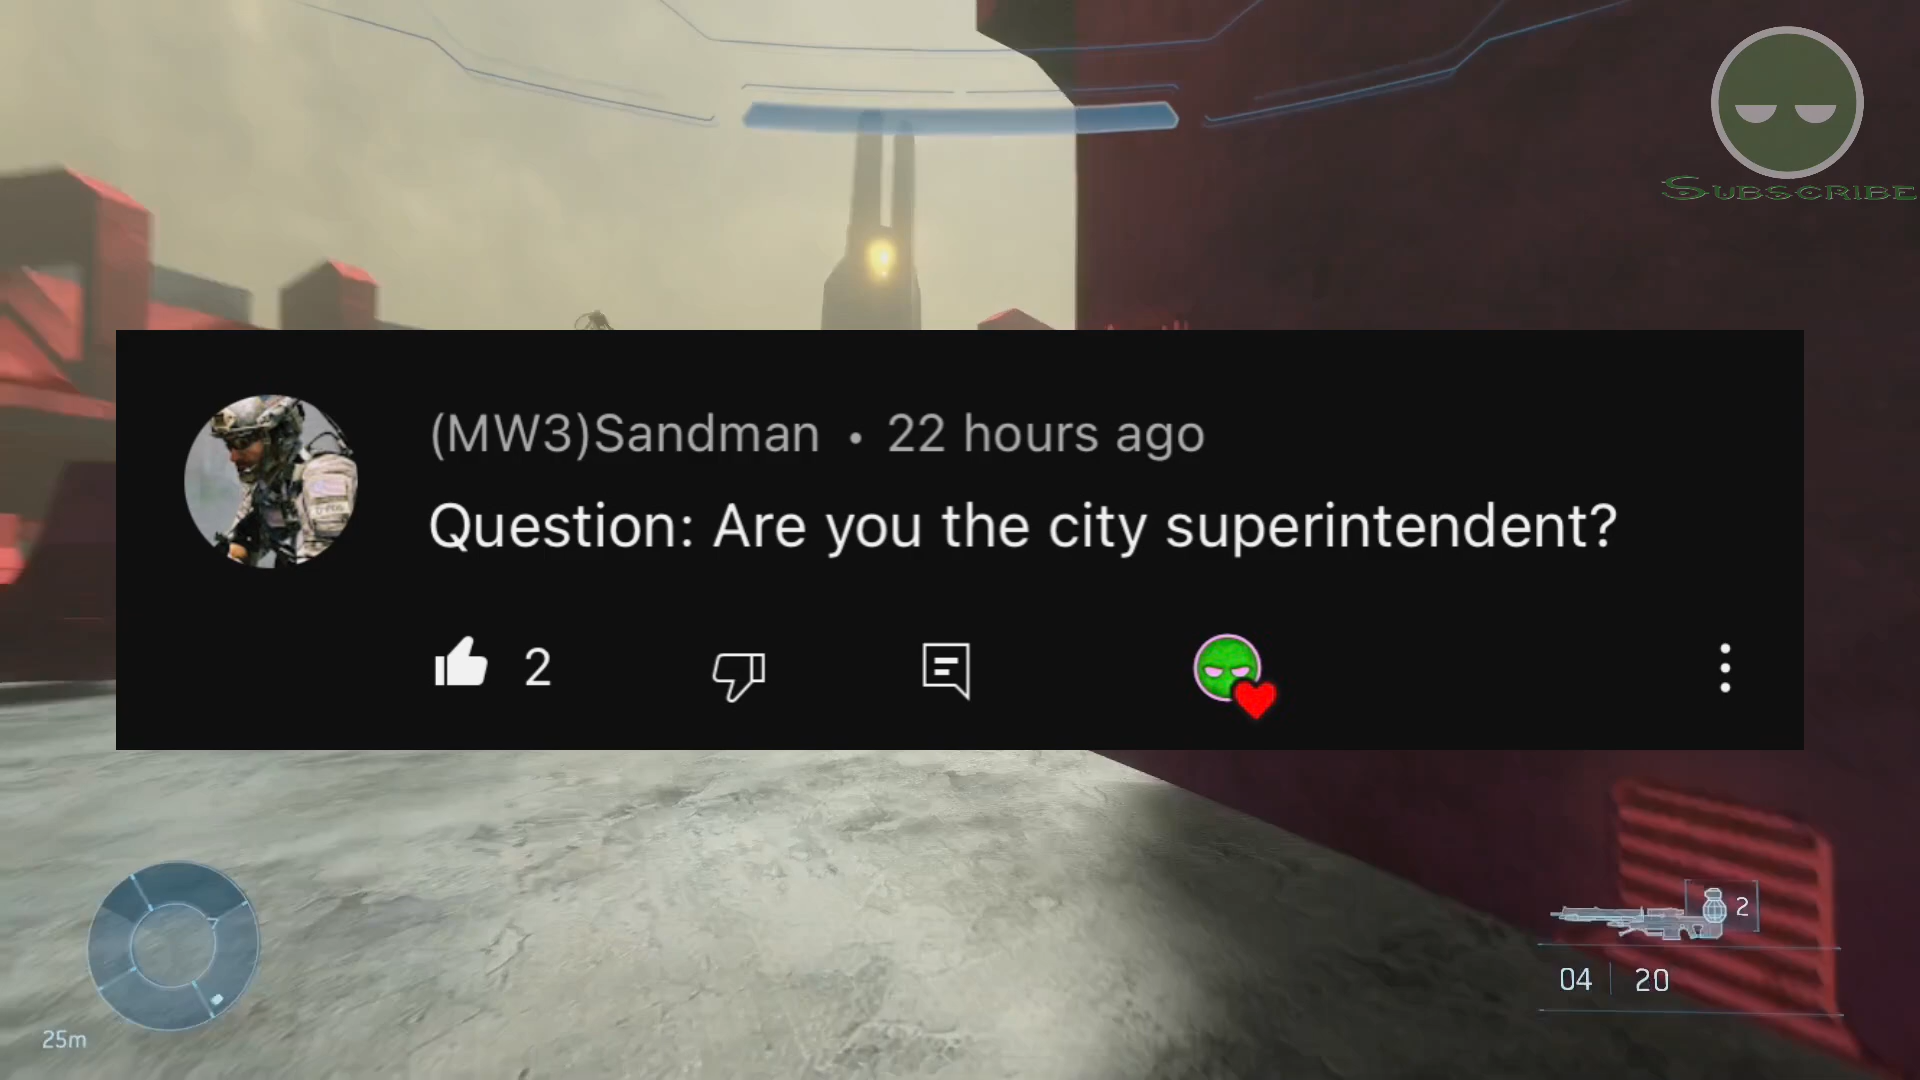 SUBSCRIBE
(MW3)Sandman • 22 hours ago
Question: Are you the city superintendent?
2
2
04 | 20
25m